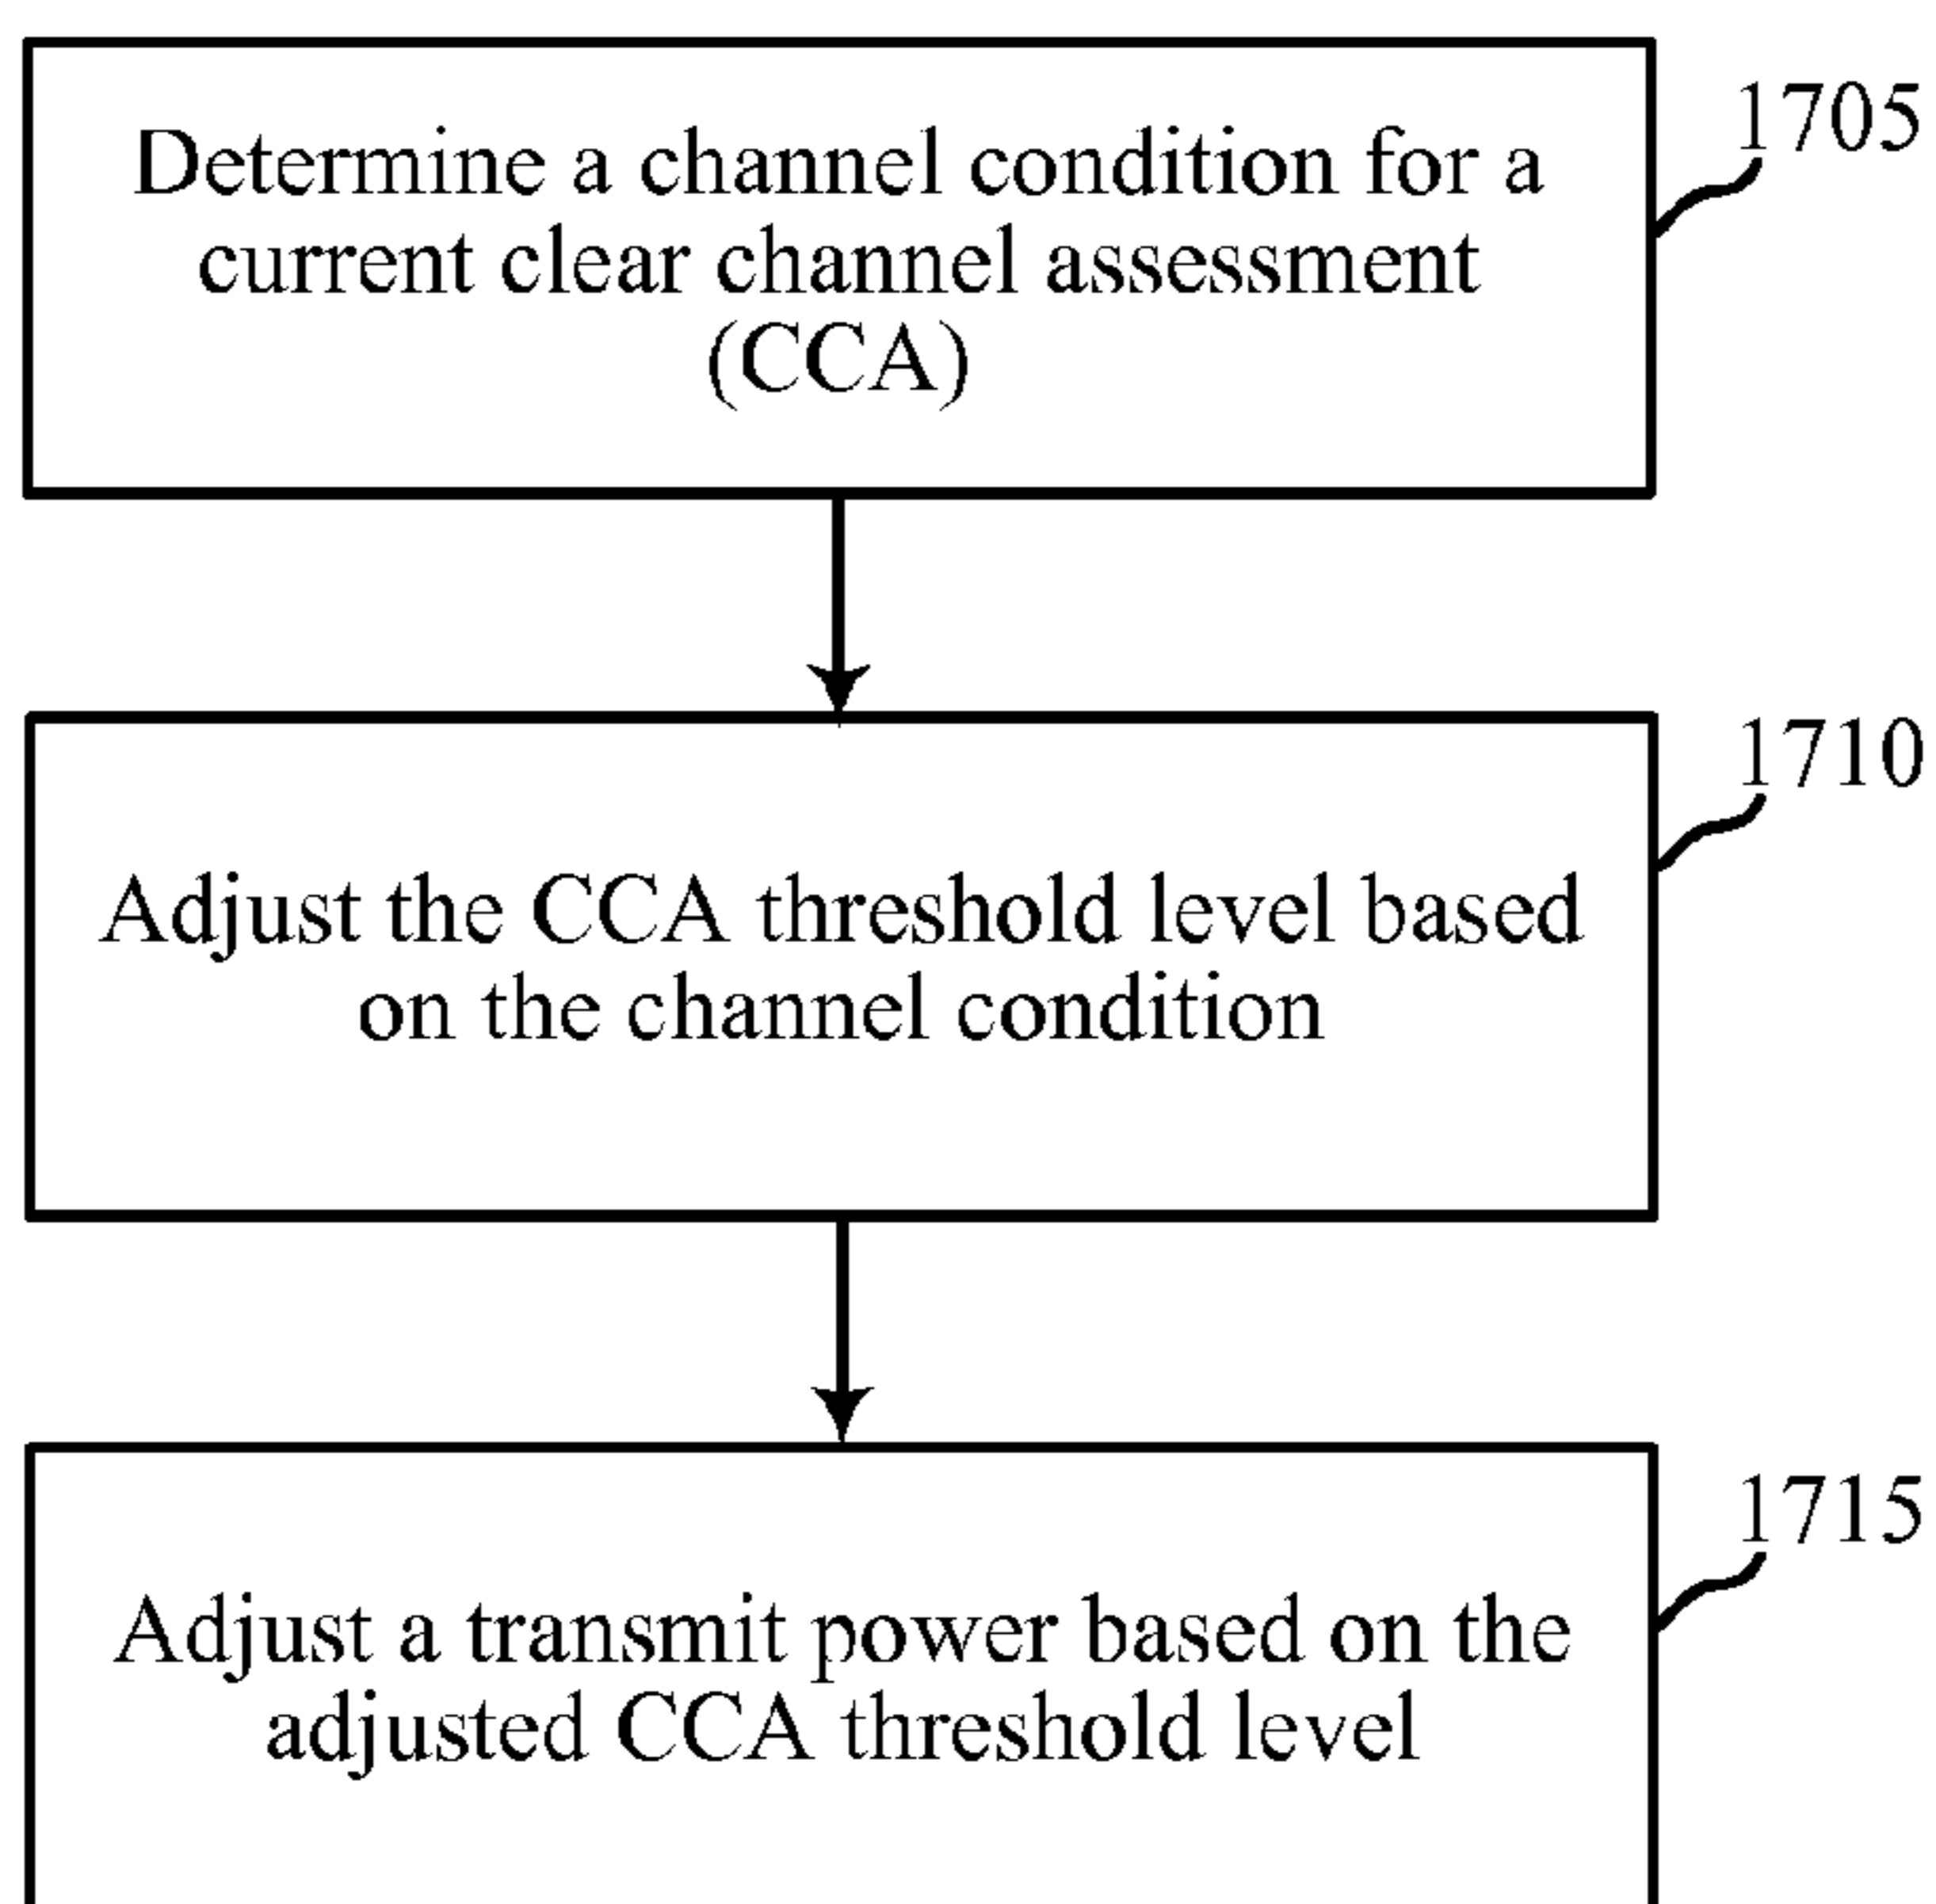 1705
Determine a channel condition for a
current clear channel assessment
(CCA)
1710
Adjust the CCA threshold level based
on the channel condition
1715
Adjust a transmit power based on the
adjusted CCA threshold level